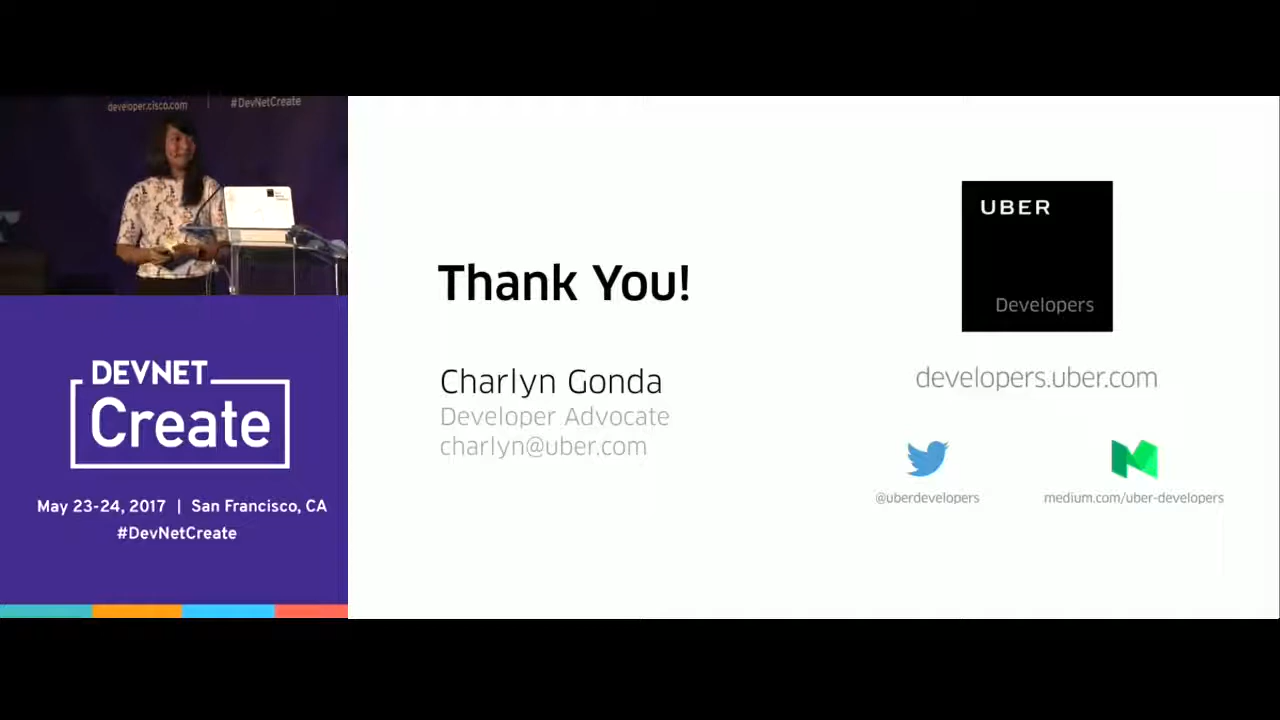 developer.cisco.com
#DevNetCreate
DEVNET
Create
May 23-24, 2017 | San Francisco, CA
#DevNetCreate
Thank You!
Charlyn Gonda
Developer Advocate
charlyn@uber.com
UBER
Developers
developers.uber.com
@uberdevelopers
medium.com/uber-developers